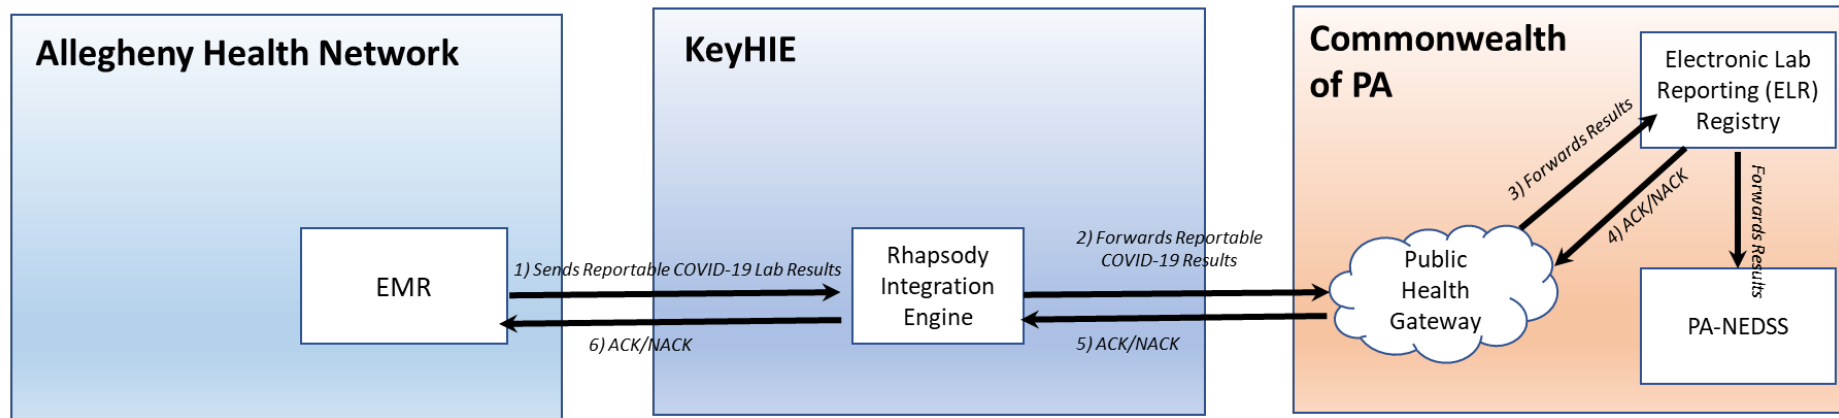 Allegheny Health Network
EMR
1) Sends Reportable COVID-19 Lab Results
6) ACK/NACK
KeyHIE
Rhapsody
Integration
Engine
2) Forwards Reportable
COVID-19 Results
5) ACK/NACK
Commonwealth
of PA
Public
Health
Gateway
3) Forwards Results
4) ACK/NACK
Electronic Lab
Reporting (ELR)
Registry
Forwards Results
PA-NEDSS